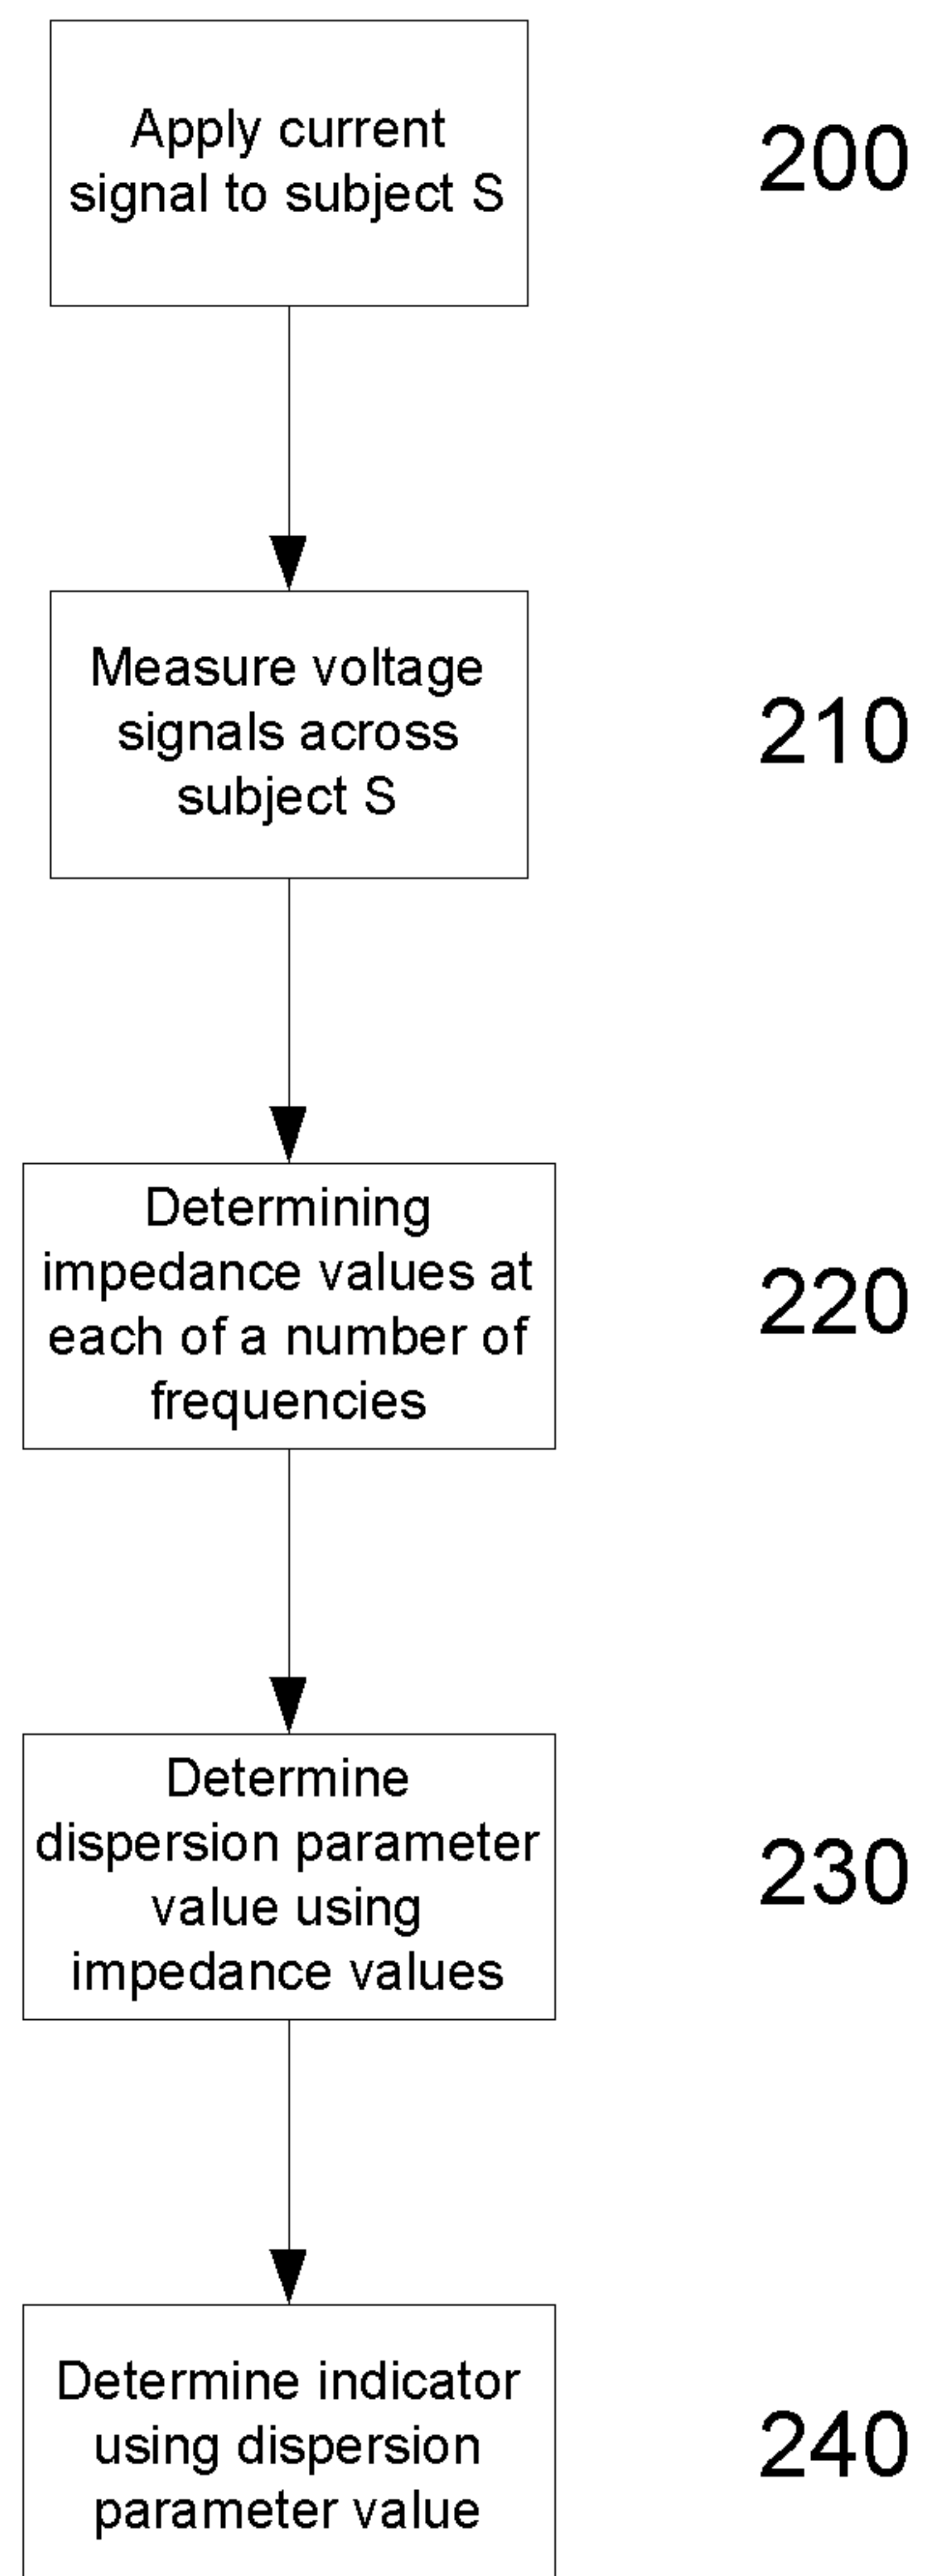 Apply current
signal to subject S
200
Measure voltage
signals across
subject S
210
Determining
impedance values at
each of a number of
frequencies
220
Determine
dispersion parameter
value using
impedance values
230
Determine indicator
using dispersion
parameter value
240